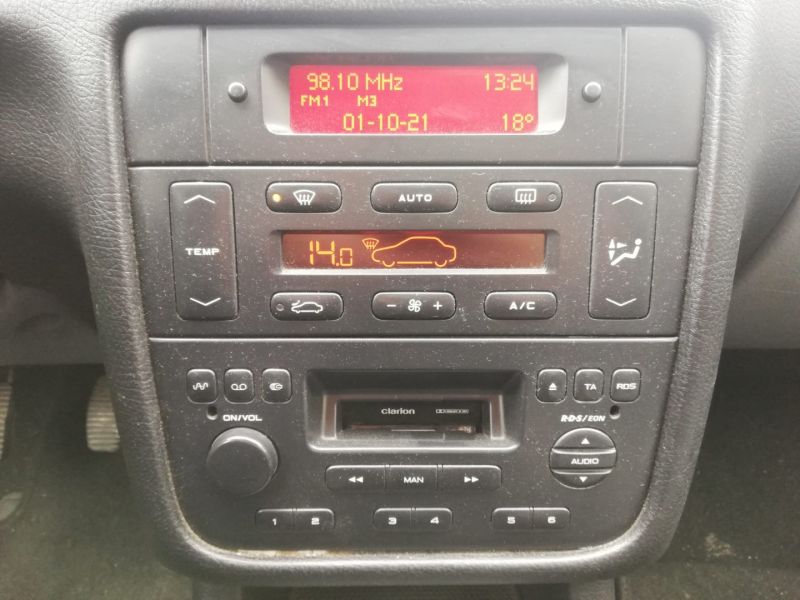 98.10 MHz 13:24
FM1 M3
01-10-21 18°
AUTO
TEMP
14.0
A/C
TA RDS
ON/VOL
clarion
R·D·S/EON
AUDIO
MAN
1 2 3 4 5 6